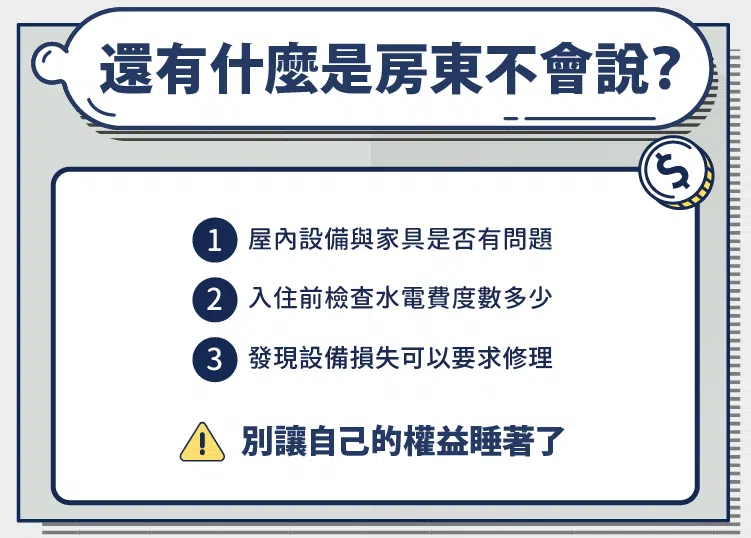 還有什麼是房東不會說?
$
1 屋內設備與家具是否有問題
2 入住前檢查水電費度數多少
3 發現設備損失可以要求修理
! 別讓自己的權益睡著了